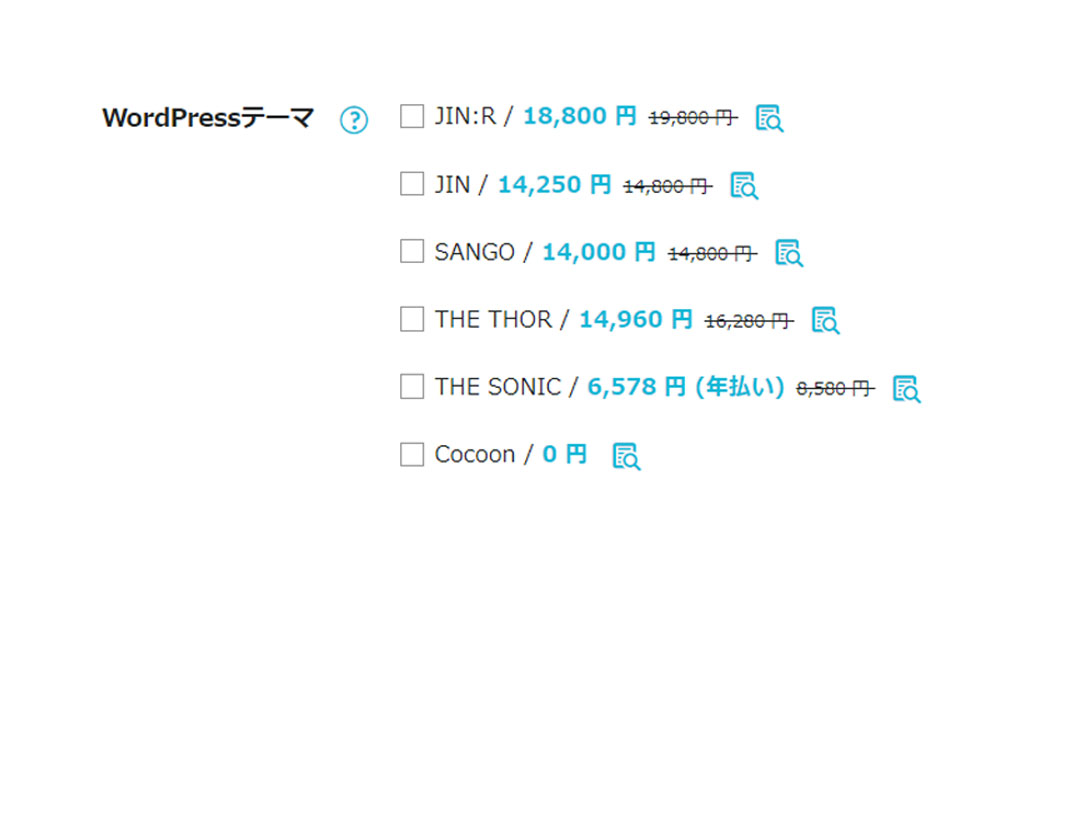 WordPressテーマ ? JIN:R / 18,800 円 19,800 円
JIN / 14,250 円 14,800 円
SANGO / 14,000 円 14,800 円
THE THOR / 14,960 円 16,280 円
THE SONIC / 6,578 円 (年払い) 8,580 円
Cocoon / 0 円